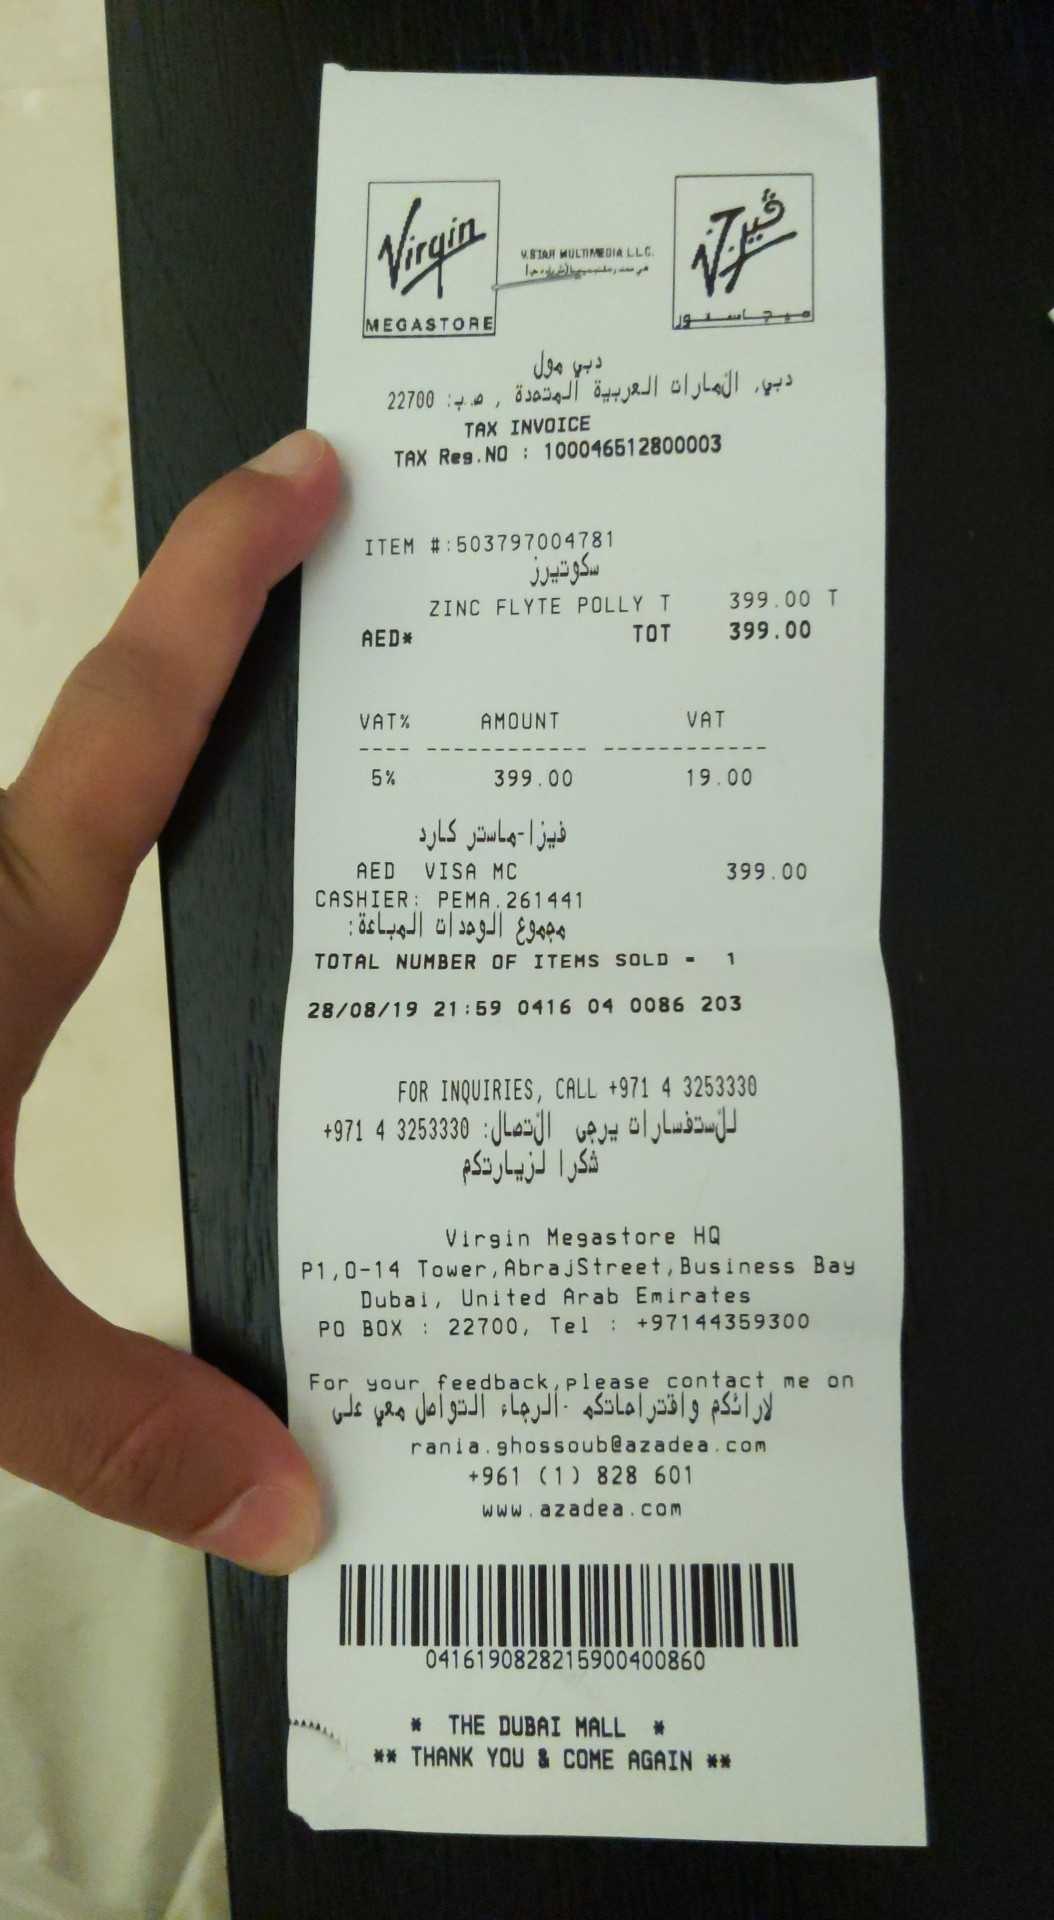 Virgin
MEGASTORE
V.STAR MULTIMEDIA L.L.C.
ڤيرجن
ميجاستور
دبي مول
دبي, الامارات العربية المتحدة , ص.ب: 22700
TAX INVOICE
TAX Reg.NO : 100046512800003
ITEM #:503797004781
سكوتيرز
ZINC FLYTE POLLY T 399.00 T
AED* TOT 399.00
VAT% AMOUNT VAT
---- ------------ ------------
5% 399.00 19.00
فيزا-ماستر كارد
AED VISA MC 399.00
CASHIER: PEMA.261441
مجموع الوحدات المباعة:
TOTAL NUMBER OF ITEMS SOLD = 1
28/08/19 21:59 0416 04 0086 203
FOR INQUIRIES, CALL +971 4 3253330
للاستفسارات يرجى الاتصال: 3253330 4 971+
شكرا لزيارتكم
Virgin Megastore HQ
P1,O-14 Tower,AbrajStreet,Business Bay
Dubai, United Arab Emirates
PO BOX : 22700, Tel : +97144359300
For your feedback,please contact me on
لارائكم واقتراحاتكم -الرجاء التواصل معي على
rania.ghossoub@azadea.com
+961 (1) 828 601
www.azadea.com
0416190828215900400860
* THE DUBAI MALL *
** THANK YOU & COME AGAIN **